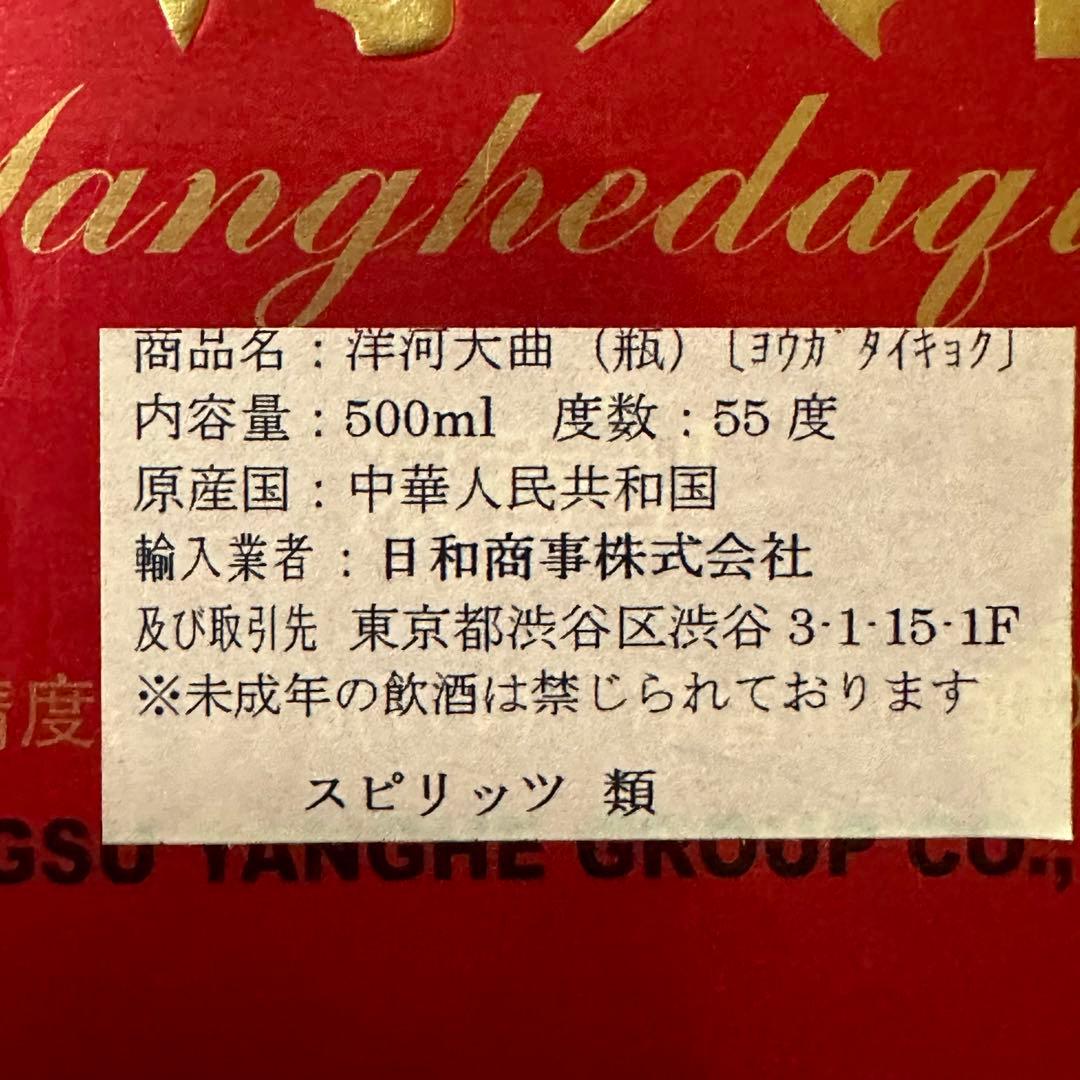 Yanghedaqu
商品名：洋河大曲（瓶）［ﾖｳｶﾞﾀｲｷｮｸ］
内容量：500ml　度数：55度
原産国：中華人民共和国
輸入業者：日和商事株式会社
及び取引先 東京都渋谷区渋谷3-1-15-1F
※未成年の飲酒は禁じられております
度
スピリッツ 類
GSU YANGHE GROUP CO.,